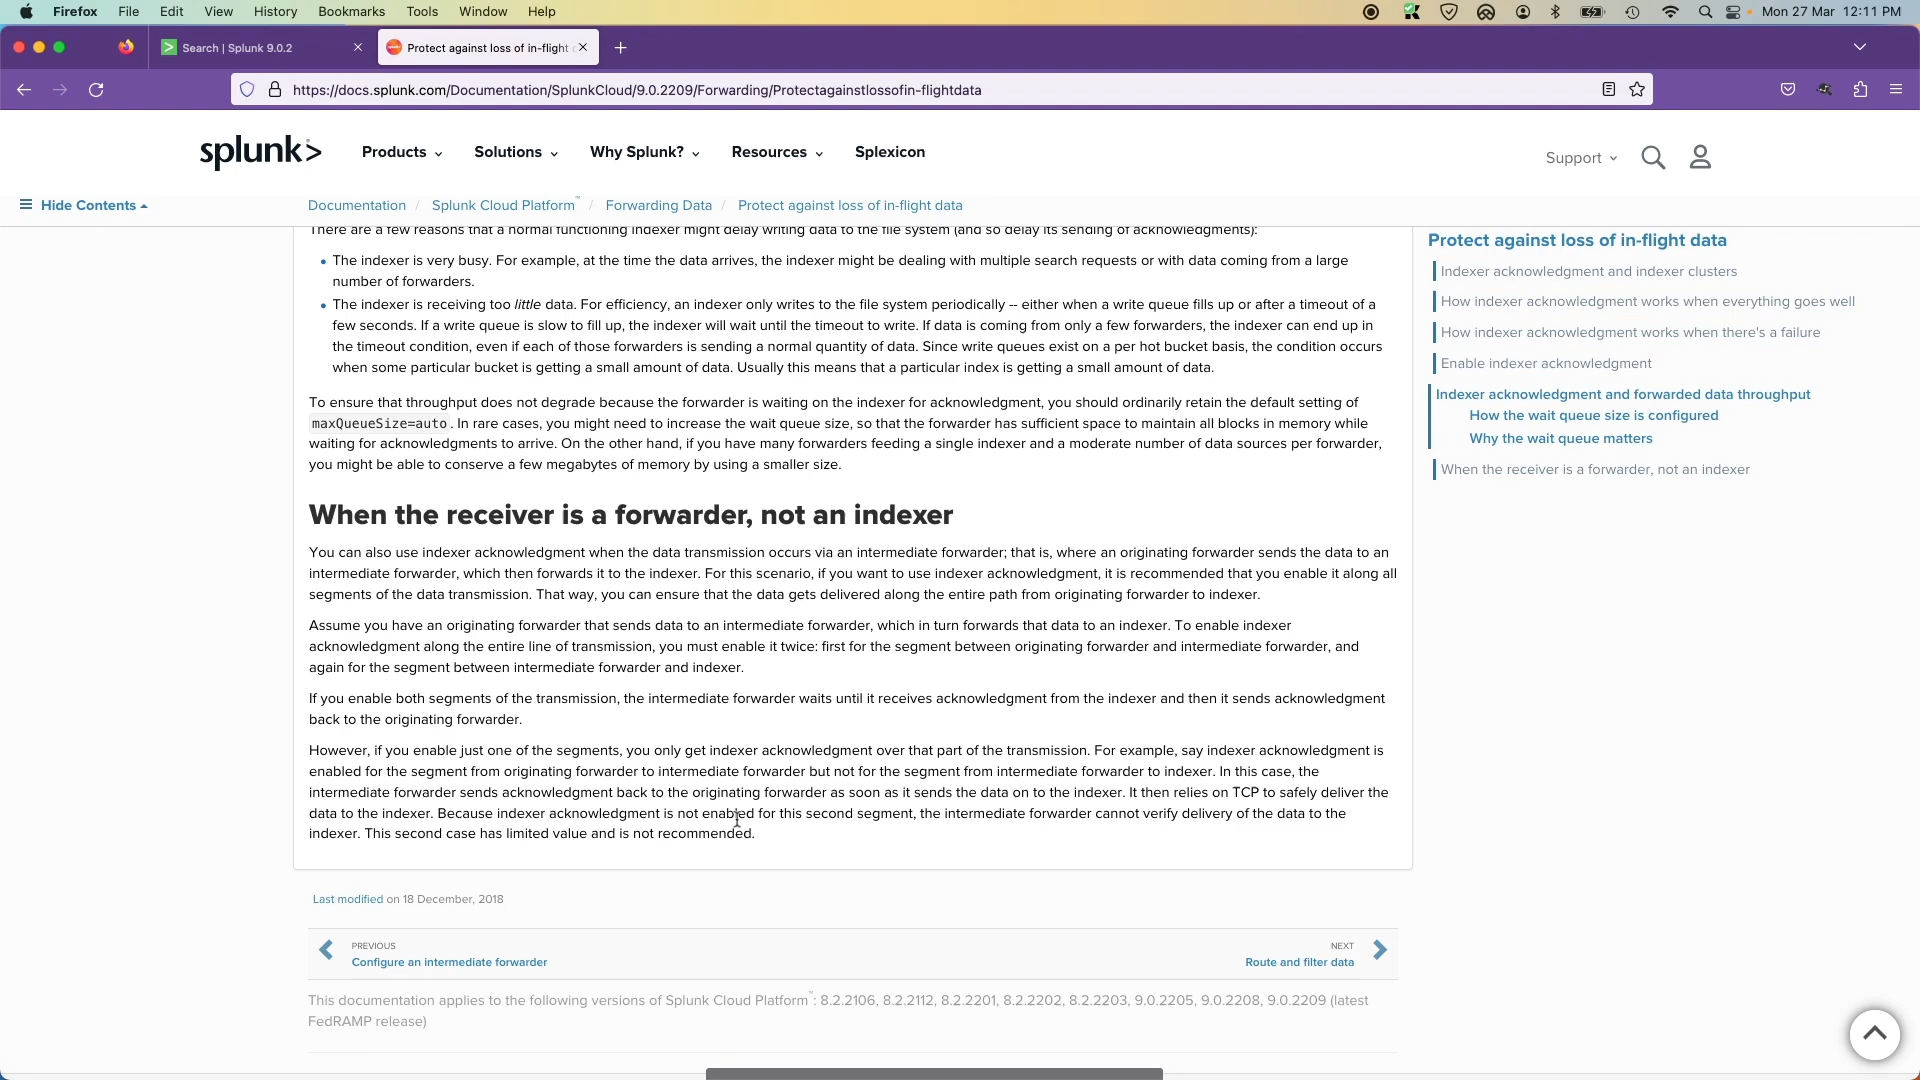 Firefox File Edit View History Bookmarks Tools Window Help Mon 27 Mar 12:11 PM
Search | Splunk 9.0.2 Protect against loss of in-flight
https://docs.splunk.com/Documentation/SplunkCloud/9.0.2209/Forwarding/Protectagainstlossofin-flightdata
splunk> Products Solutions Why Splunk? Resources Splexicon Support
Hide Contents Documentation / Splunk Cloud Platform™ / Forwarding Data / Protect against loss of in-flight data
There are a few reasons that a normal functioning indexer might delay writing data to the file system (and so delay its sending of acknowledgments):
• The indexer is very busy. For example, at the time the data arrives, the indexer might be dealing with multiple search requests or with data coming from a large
number of forwarders.
• The indexer is receiving too little data. For efficiency, an indexer only writes to the file system periodically -- either when a write queue fills up or after a timeout of a
few seconds. If a write queue is slow to fill up, the indexer will wait until the timeout to write. If data is coming from only a few forwarders, the indexer can end up in
the timeout condition, even if each of those forwarders is sending a normal quantity of data. Since write queues exist on a per hot bucket basis, the condition occurs
when some particular bucket is getting a small amount of data. Usually this means that a particular index is getting a small amount of data.
To ensure that throughput does not degrade because the forwarder is waiting on the indexer for acknowledgment, you should ordinarily retain the default setting of
maxQueueSize=auto. In rare cases, you might need to increase the wait queue size, so that the forwarder has sufficient space to maintain all blocks in memory while
waiting for acknowledgments to arrive. On the other hand, if you have many forwarders feeding a single indexer and a moderate number of data sources per forwarder,
you might be able to conserve a few megabytes of memory by using a smaller size.
When the receiver is a forwarder, not an indexer
You can also use indexer acknowledgment when the data transmission occurs via an intermediate forwarder; that is, where an originating forwarder sends the data to an
intermediate forwarder, which then forwards it to the indexer. For this scenario, if you want to use indexer acknowledgment, it is recommended that you enable it along all
segments of the data transmission. That way, you can ensure that the data gets delivered along the entire path from originating forwarder to indexer.
Assume you have an originating forwarder that sends data to an intermediate forwarder, which in turn forwards that data to an indexer. To enable indexer
acknowledgment along the entire line of transmission, you must enable it twice: first for the segment between originating forwarder and intermediate forwarder, and
again for the segment between intermediate forwarder and indexer.
If you enable both segments of the transmission, the intermediate forwarder waits until it receives acknowledgment from the indexer and then it sends acknowledgment
back to the originating forwarder.
However, if you enable just one of the segments, you only get indexer acknowledgment over that part of the transmission. For example, say indexer acknowledgment is
enabled for the segment from originating forwarder to intermediate forwarder but not for the segment from intermediate forwarder to indexer. In this case, the
intermediate forwarder sends acknowledgment back to the originating forwarder as soon as it sends the data on to the indexer. It then relies on TCP to safely deliver the
data to the indexer. Because indexer acknowledgment is not enabled for this second segment, the intermediate forwarder cannot verify delivery of the data to the
indexer. This second case has limited value and is not recommended.
Last modified on 18 December, 2018
PREVIOUS
Configure an intermediate forwarder
NEXT
Route and filter data
This documentation applies to the following versions of Splunk Cloud Platform™: 8.2.2106, 8.2.2112, 8.2.2201, 8.2.2202, 8.2.2203, 9.0.2205, 9.0.2208, 9.0.2209 (latest
FedRAMP release)
Protect against loss of in-flight data
Indexer acknowledgment and indexer clusters
How indexer acknowledgment works when everything goes well
How indexer acknowledgment works when there's a failure
Enable indexer acknowledgment
Indexer acknowledgment and forwarded data throughput
How the wait queue size is configured
Why the wait queue matters
When the receiver is a forwarder, not an indexer